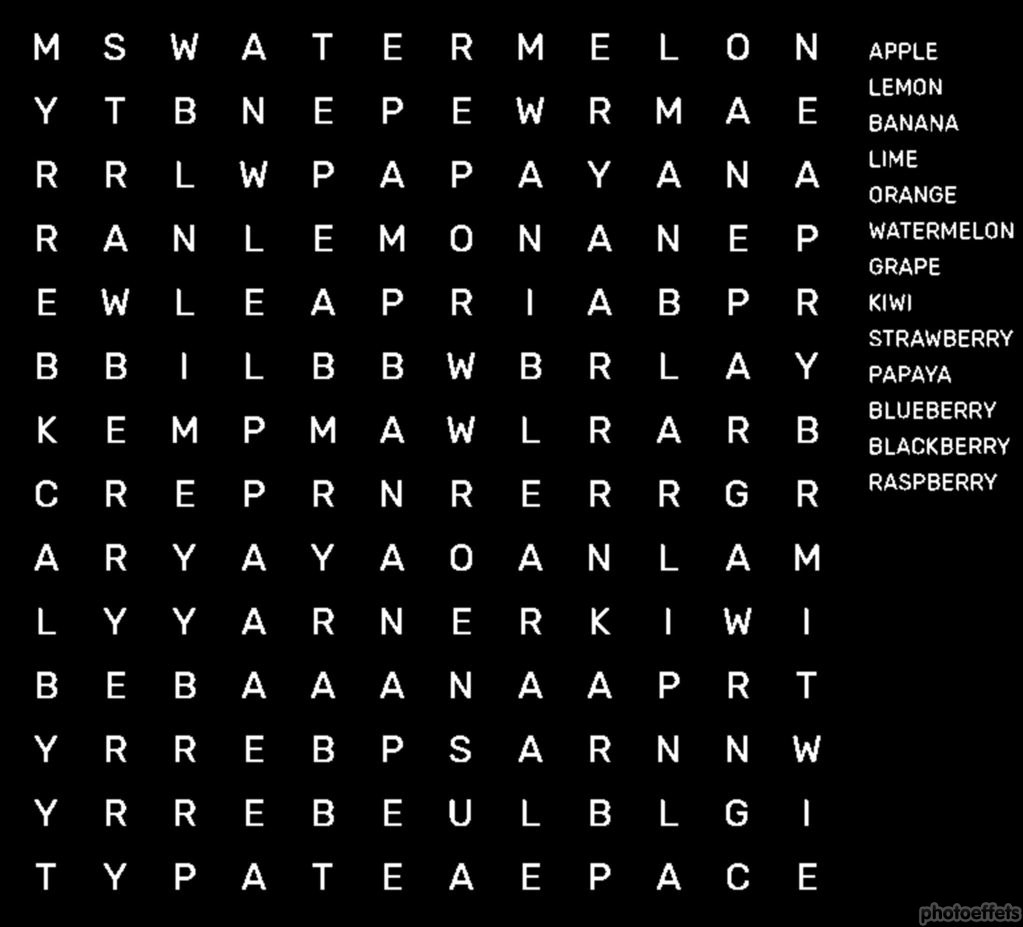 M S W A T E R M E L O N
Y T B N E P E W R M A E
R R L W P A P A Y A N A
R A N L E M O N A N E P
E W L E A P R I A B P R
B B I L B B W B R L A Y
K E M P M A W L R A R B
C R E P R N R E R R G R
A R Y A Y A O A N L A M
L Y Y A R N E R K I W I
B E B A A A N A A P R T
Y R R E B P S A R N N W
Y R R E B E U L B L G I
T Y P A T E A E P A C E
APPLE
LEMON
BANANA
LIME
ORANGE
WATERMELON
GRAPE
KIWI
STRAWBERRY
PAPAYA
BLUEBERRY
BLACKBERRY
RASPBERRY
photoeffets